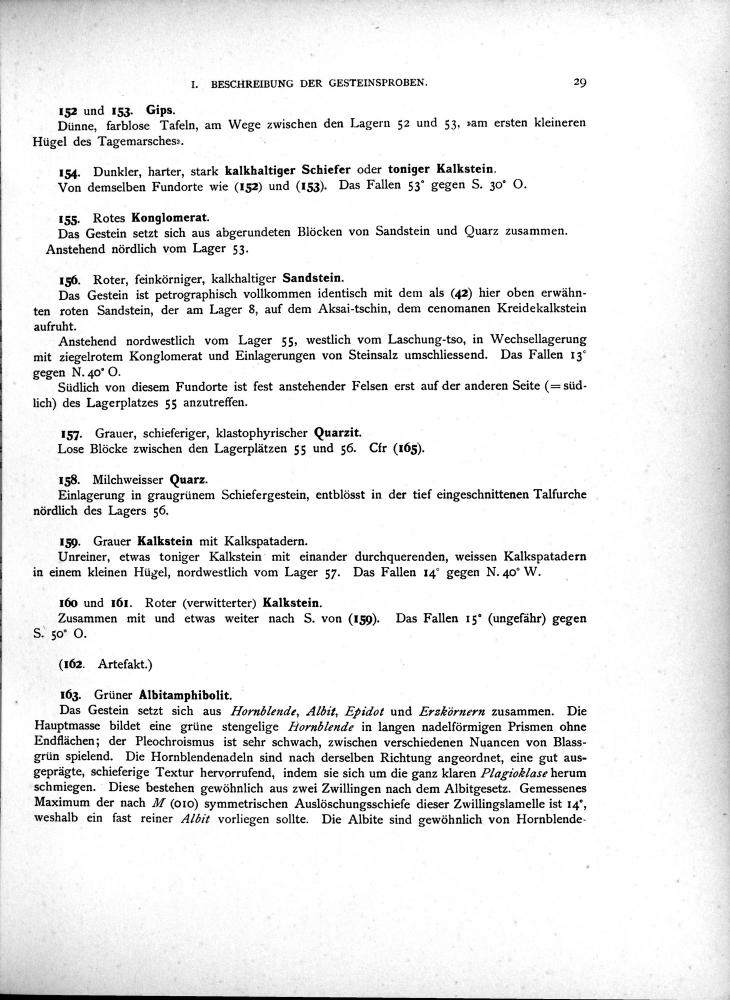 I. BESCHREIBUNG DER GESTEINSPROBEN. 29
152 und 153. Gips.
Dünne, farblose Tafeln, am Wege zwischen den Lagern 52 und 53, »am ersten kleineren
Hügel des Tagemarsches».
154. Dunkler, harter, stark kalkhaltiger Schiefer oder toniger Kalkstein.
Von demselben Fundorte wie (152) und (153). Das Fallen 53° gegen S. 30° O.
155. Rotes Konglomerat.
Das Gestein setzt sich aus abgerundeten Blöcken von Sandstein und Quarz zusammen.
Anstehend nördlich vom Lager 53.
156. Roter, feinkörniger, kalkhaltiger Sandstein.
Das Gestein ist petrographisch vollkommen identisch mit dem als (42) hier oben erwähn-
ten roten Sandstein, der am Lager 8, auf dem Aksai-tschin, dem cenomanen Kreidekalkstein
aufruht.
Anstehend nordwestlich vom Lager 55, westlich vom Laschung-tso, in Wechsellagerung
mit ziegelrotem Konglomerat und Einlagerungen von Steinsalz umschliessend. Das Fallen 13°
gegen N. 40° O.
Südlich von diesem Fundorte ist fest anstehender Felsen erst auf der anderen Seite (= süd-
lich) des Lagerplatzes 55 anzutreffen.
157. Grauer, schieferiger, klastophyrischer Quarzit.
Lose Blöcke zwischen den Lagerplätzen 55 und 56. Cfr (165).
158. Milchweisser Quarz.
Einlagerung in graugrünem Schiefergestein, entblösst in der tief eingeschnittenen Talfurche
nördlich des Lagers 56.
159. Grauer Kalkstein mit Kalkspatadern.
Unreiner, etwas toniger Kalkstein mit einander durchquerenden, weissen Kalkspatadern
in einem kleinen Hügel, nordwestlich vom Lager 57. Das Fallen 14° gegen N. 40° W.
160 und 161. Roter (verwitterter) Kalkstein.
Zusammen mit und etwas weiter nach S. von (159). Das Fallen 15° (ungefähr) gegen
S. 50° O.
(162. Artefakt.)
163. Grüner Albitamphibolit.
Das Gestein setzt sich aus Hornblende, Albit, Epidot und Erzkörnern zusammen. Die
Hauptmasse bildet eine grüne stengelige Hornblende in langen nadelförmigen Prismen ohne
Endflächen; der Pleochroismus ist sehr schwach, zwischen verschiedenen Nuancen von Blass-
grün spielend. Die Hornblendenadeln sind nach derselben Richtung angeordnet, eine gut aus-
geprägte, schieferige Textur hervorrufend, indem sie sich um die ganz klaren Plagioklase herum
schmiegen. Diese bestehen gewöhnlich aus zwei Zwillingen nach dem Albitgesetz. Gemessenes
Maximum der nach M (010) symmetrischen Auslöschungsschiefe dieser Zwillingslamelle ist 14°,
weshalb ein fast reiner Albit vorliegen sollte. Die Albite sind gewöhnlich von Hornblende-